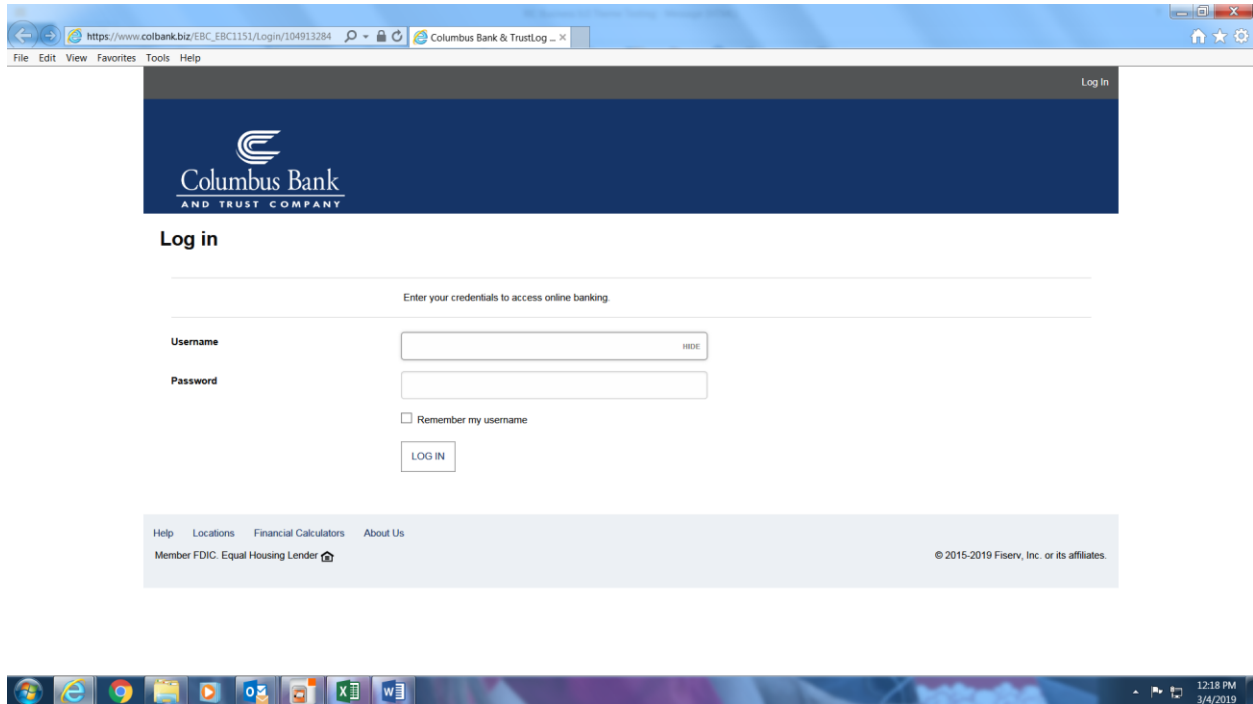 https://www.colbank.biz/EBC_EBC1151/Login/104913284
Columbus Bank & TrustLog ...
File Edit View Favorites Tools Help
Log In
Columbus Bank
AND TRUST COMPANY
Log in
Enter your credentials to access online banking.
Username
HIDE
Password
Remember my username
LOG IN
Help Locations Financial Calculators About Us
Member FDIC. Equal Housing Lender
© 2015-2019 Fiserv, Inc. or its affiliates.
12:18 PM
3/4/2019